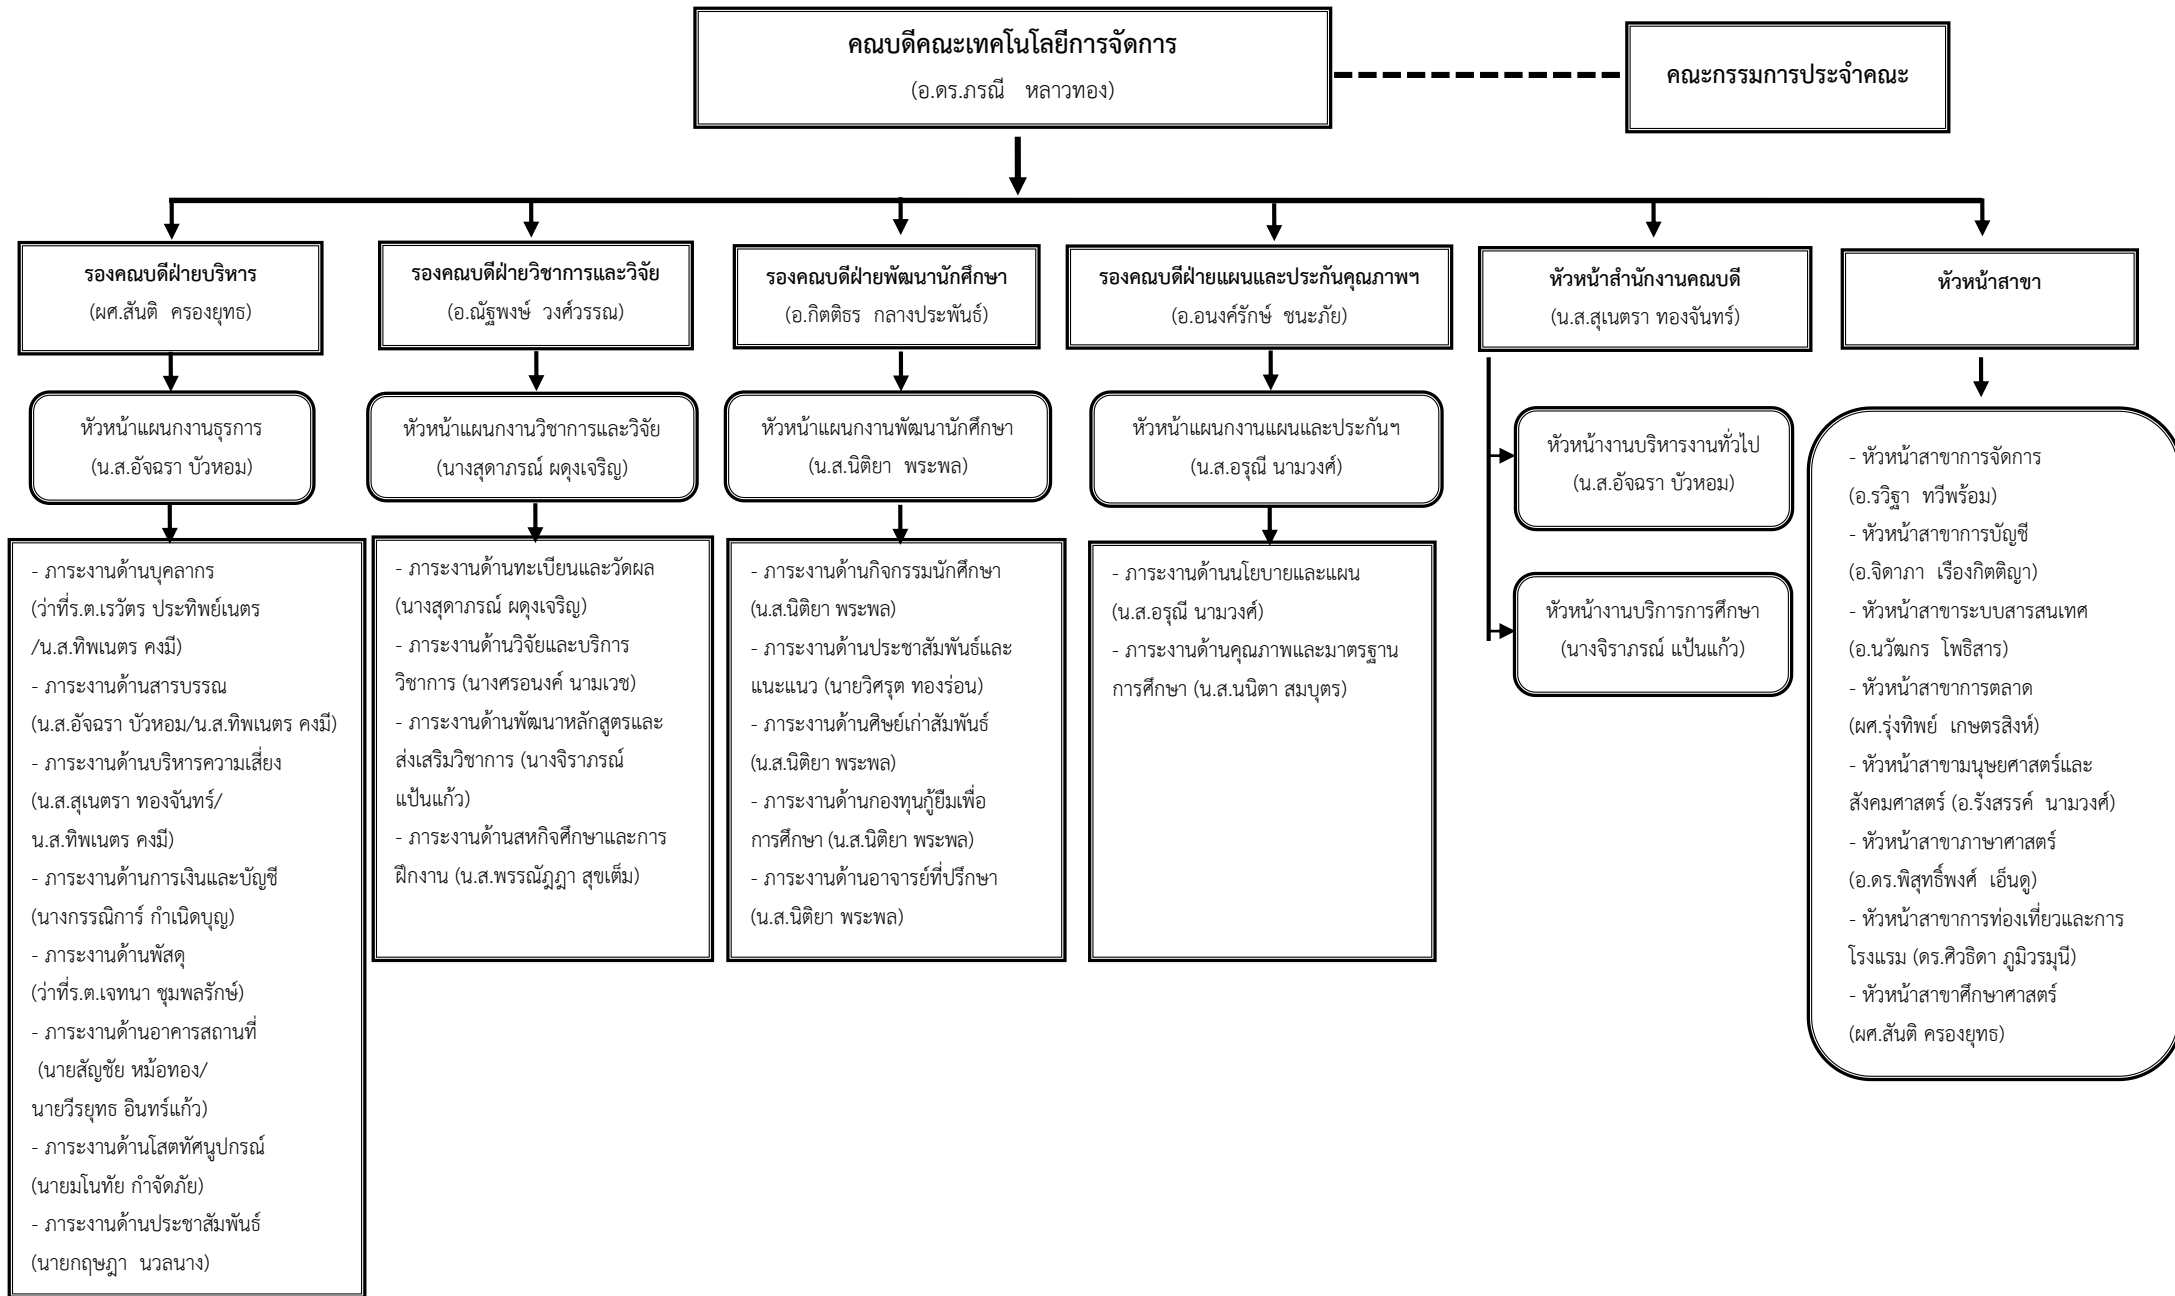 คณบดีคณะเทคโนโลยีการจัดการ
(อ.ดร.ภรณี หลาวทอง)
คณะกรรมการประจำคณะ
รองคณบดีฝ่ายบริหาร
(ผศ.สันติ ครองยุทธ)
รองคณบดีฝ่ายวิชาการและวิจัย
(อ.ณัฐพงษ์ วงศ์วรรณ)
รองคณบดีฝ่ายพัฒนานักศึกษา
(อ.กิตติธร กลางประพันธ์)
รองคณบดีฝ่ายแผนและประกันคุณภาพฯ
(อ.อนงค์รักษ์ ชนะภัย)
หัวหน้าสำนักงานคณบดี
(น.ส.สุเนตรา ทองจันทร์)
หัวหน้าสาขา
หัวหน้าแผนกงานธุรการ
(น.ส.อัจฉรา บัวหอม)
หัวหน้าแผนกงานวิชาการและวิจัย
(นางสุดาภรณ์ ผดุงเจริญ)
หัวหน้าแผนกงานพัฒนานักศึกษา
(น.ส.นิติยา พระพล)
หัวหน้าแผนกงานแผนและประกันฯ
(น.ส.อรุณี นามวงศ์)
หัวหน้างานบริหารงานทั่วไป
(น.ส.อัจฉรา บัวหอม)
หัวหน้างานบริการการศึกษา
(นางจิราภรณ์ แป้นแก้ว)
- ภาระงานด้านบุคลากร
(ว่าที่ร.ต.เรวัตร ประทิพย์เนตร
/น.ส.ทิพเนตร คงมี)
- ภาระงานด้านสารบรรณ
(น.ส.อัจฉรา บัวหอม/น.ส.ทิพเนตร คงมี)
- ภาระงานด้านบริหารความเสี่ยง
(น.ส.สุเนตรา ทองจันทร์/
น.ส.ทิพเนตร คงมี)
- ภาระงานด้านการเงินและบัญชี
(นางกรรณิการ์ กำเนิดบุญ)
- ภาระงานด้านพัสดุ
(ว่าที่ร.ต.เจทนา ชุมพลรักษ์)
- ภาระงานด้านอาคารสถานที่
(นายสัญชัย หม้อทอง/
นายวีรยุทธ อินทร์แก้ว)
- ภาระงานด้านโสตทัศนูปกรณ์
(นายมโนทัย กำจัดภัย)
- ภาระงานด้านประชาสัมพันธ์
(นายกฤษฎา นวลนาง)
- ภาระงานด้านทะเบียนและวัดผล
(นางสุดาภรณ์ ผดุงเจริญ)
- ภาระงานด้านวิจัยและบริการ
วิชาการ (นางศรอนงค์ นามเวช)
- ภาระงานด้านพัฒนาหลักสูตรและ
ส่งเสริมวิชาการ (นางจิราภรณ์
แป้นแก้ว)
- ภาระงานด้านสหกิจศึกษาและการ
ฝึกงาน (น.ส.พรรณัฎฎา สุขเต็ม)
- ภาระงานด้านกิจกรรมนักศึกษา
(น.ส.นิติยา พระพล)
- ภาระงานด้านประชาสัมพันธ์และ
แนะแนว (นายวิศรุต ทองร่อน)
- ภาระงานด้านศิษย์เก่าสัมพันธ์
(น.ส.นิติยา พระพล)
- ภาระงานด้านกองทุนกู้ยืมเพื่อ
การศึกษา (น.ส.นิติยา พระพล)
- ภาระงานด้านอาจารย์ที่ปรึกษา
(น.ส.นิติยา พระพล)
- ภาระงานด้านนโยบายและแผน
(น.ส.อรุณี นามวงศ์)
- ภาระงานด้านคุณภาพและมาตรฐาน
การศึกษา (น.ส.นนิตา สมบุตร)
- หัวหน้าสาขาการจัดการ
(อ.รวิฐา ทวีพร้อม)
- หัวหน้าสาขาการบัญชี
(อ.จิดาภา เรืองกิตติญา)
- หัวหน้าสาขาระบบสารสนเทศ
(อ.นวัฒกร โพธิสาร)
- หัวหน้าสาขาการตลาด
(ผศ.รุ่งทิพย์ เกษตรสิงห์)
- หัวหน้าสาขามนุษยศาสตร์และ
สังคมศาสตร์ (อ.รังสรรค์ นามวงศ์)
- หัวหน้าสาขาภาษาศาสตร์
(อ.ดร.พิสุทธิ์พงศ์ เอ็นดู)
- หัวหน้าสาขาการท่องเที่ยวและการ
โรงแรม (ดร.ศิวธิดา ภูมิวรมุนี)
- หัวหน้าสาขาศึกษาศาสตร์
(ผศ.สันติ ครองยุทธ)